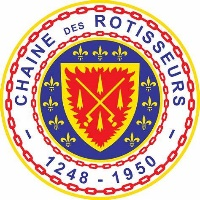 CHAINE DES ROTISSEURS
- 1248 - 1950 -